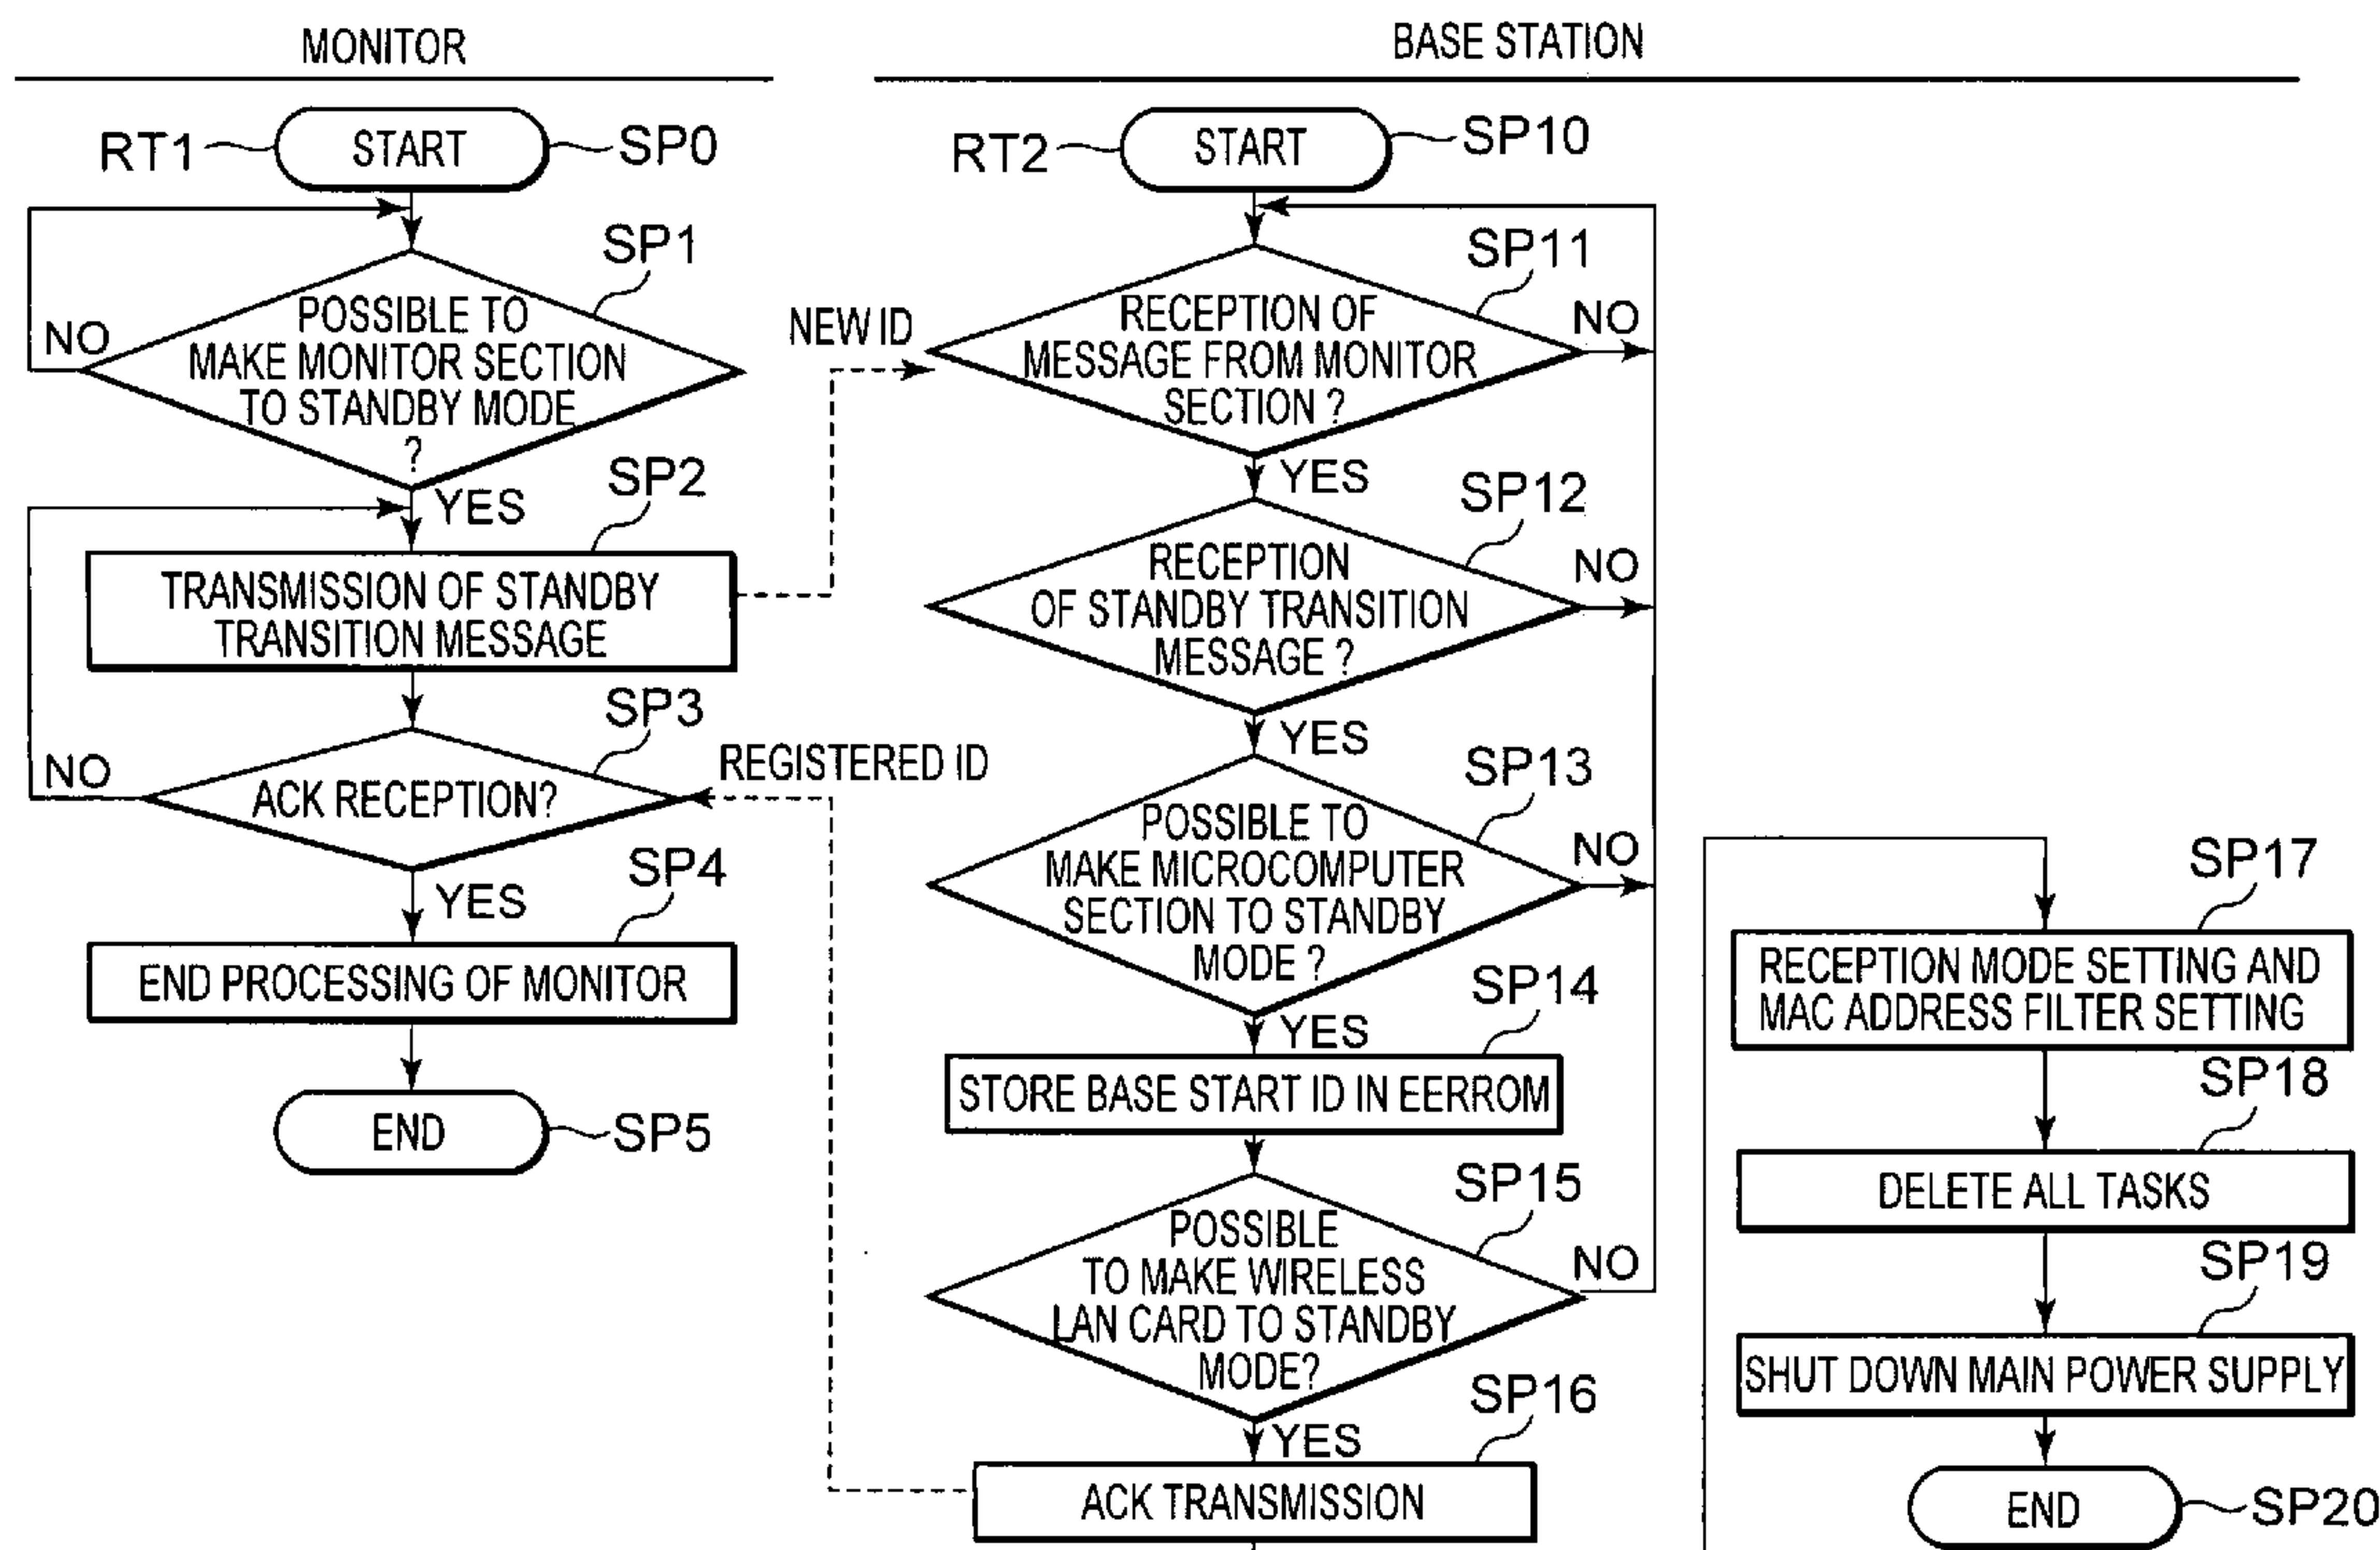 MONITOR
BASE STATION
RT1
START
SP0
SP1
POSSIBLE TO
MAKE MONITOR SECTION
TO STANDBY MODE
?
NO
YES
SP2
TRANSMISSION OF STANDBY
TRANSITION MESSAGE
NEW ID
SP3
ACK RECEPTION?
NO
REGISTERED ID
YES
SP4
END PROCESSING OF MONITOR
END
SP5
RT2
START
SP10
SP11
RECEPTION OF
MESSAGE FROM MONITOR
SECTION ?
NO
YES
SP12
RECEPTION
OF STANDBY TRANSITION
MESSAGE ?
NO
YES
SP13
POSSIBLE TO
MAKE MICROCOMPUTER
SECTION TO STANDBY
MODE ?
NO
YES
SP14
STORE BASE START ID IN EERROM
SP15
POSSIBLE
TO MAKE WIRELESS
LAN CARD TO STANDBY
MODE?
NO
YES
SP16
ACK TRANSMISSION
SP17
RECEPTION MODE SETTING AND
MAC ADDRESS FILTER SETTING
SP18
DELETE ALL TASKS
SP19
SHUT DOWN MAIN POWER SUPPLY
END
SP20